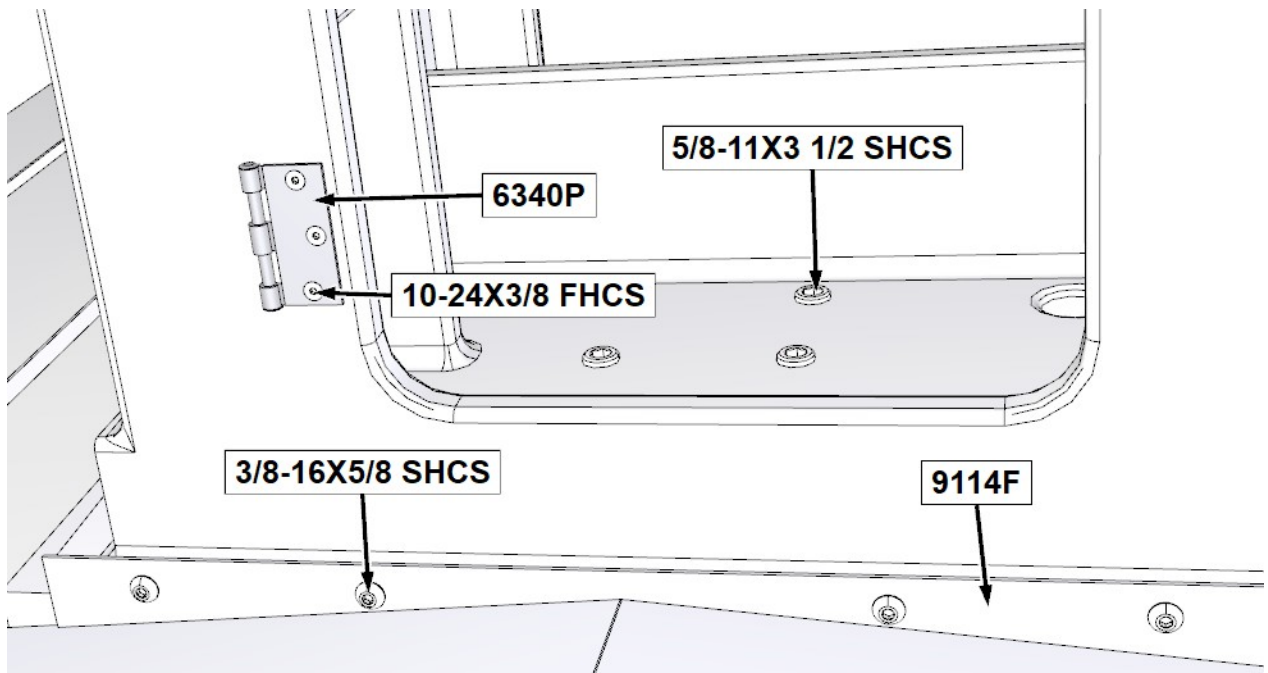 5/8-11X3 1/2 SHCS
6340P
10-24X3/8 FHCS
3/8-16X5/8 SHCS
9114F